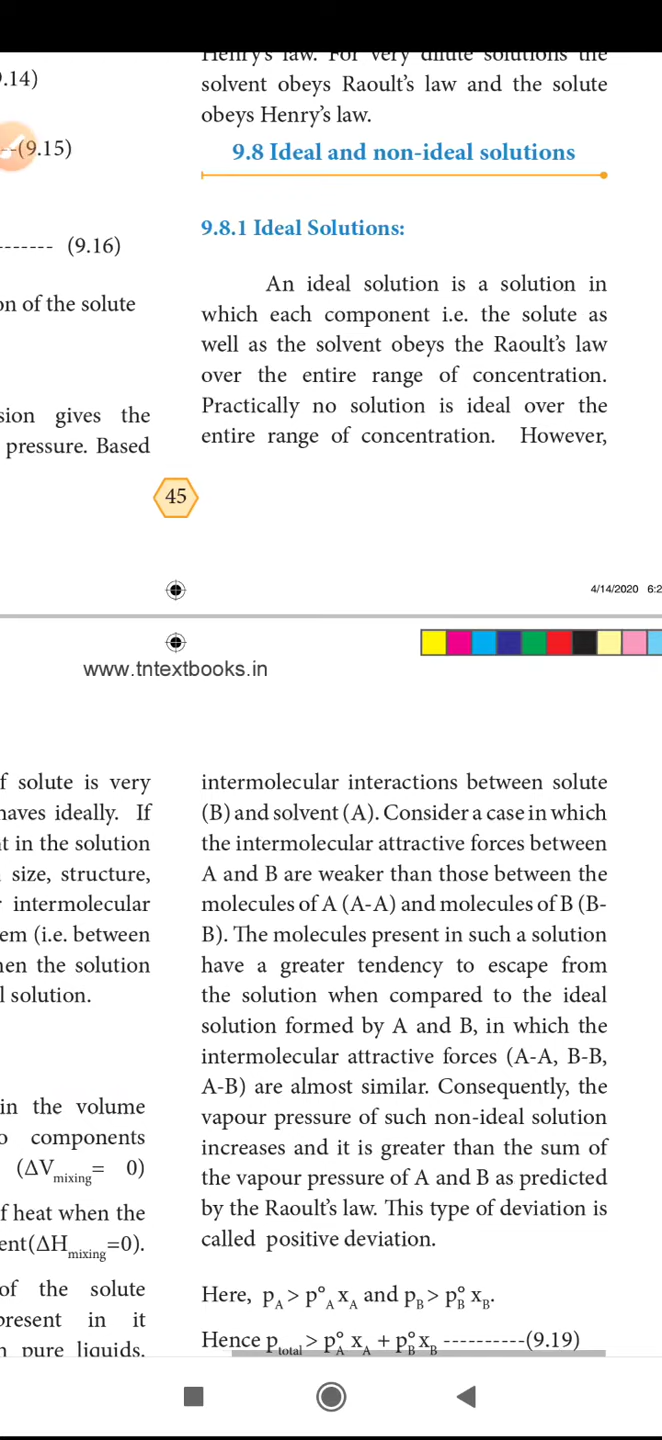 .14)
--(9.15)
------- (9.16)
on of the solute
sion gives the
pressure. Based
Henry's law. For very dilute solutions the
solvent obeys Raoult's law and the solute
obeys Henry's law.
9.8 Ideal and non-ideal solutions
9.8.1 Ideal Solutions:
An ideal solution is a solution in
which each component i.e. the solute as
well as the solvent obeys the Raoult's law
over the entire range of concentration.
Practically no solution is ideal over the
entire range of concentration. However,
45
4/14/2020 6:2
www.tntextbooks.in
f solute is very
haves ideally. If
t in the solution
size, structure,
r intermolecular
em (i.e. between
hen the solution
l solution.
in the volume
o components
(ΔVmixing= 0)
f heat when the
ent(ΔHmixing=0).
of the solute
present in it
n pure liquids.
intermolecular interactions between solute
(B) and solvent (A). Consider a case in which
the intermolecular attractive forces between
A and B are weaker than those between the
molecules of A (A-A) and molecules of B (B-
B). The molecules present in such a solution
have a greater tendency to escape from
the solution when compared to the ideal
solution formed by A and B, in which the
intermolecular attractive forces (A-A, B-B,
A-B) are almost similar. Consequently, the
vapour pressure of such non-ideal solution
increases and it is greater than the sum of
the vapour pressure of A and B as predicted
by the Raoult's law. This type of deviation is
called positive deviation.
Here, pA > p°A xA and pB > p°B xB.
Hence ptotal > p°A xA + p°B xB ----------(9.19)